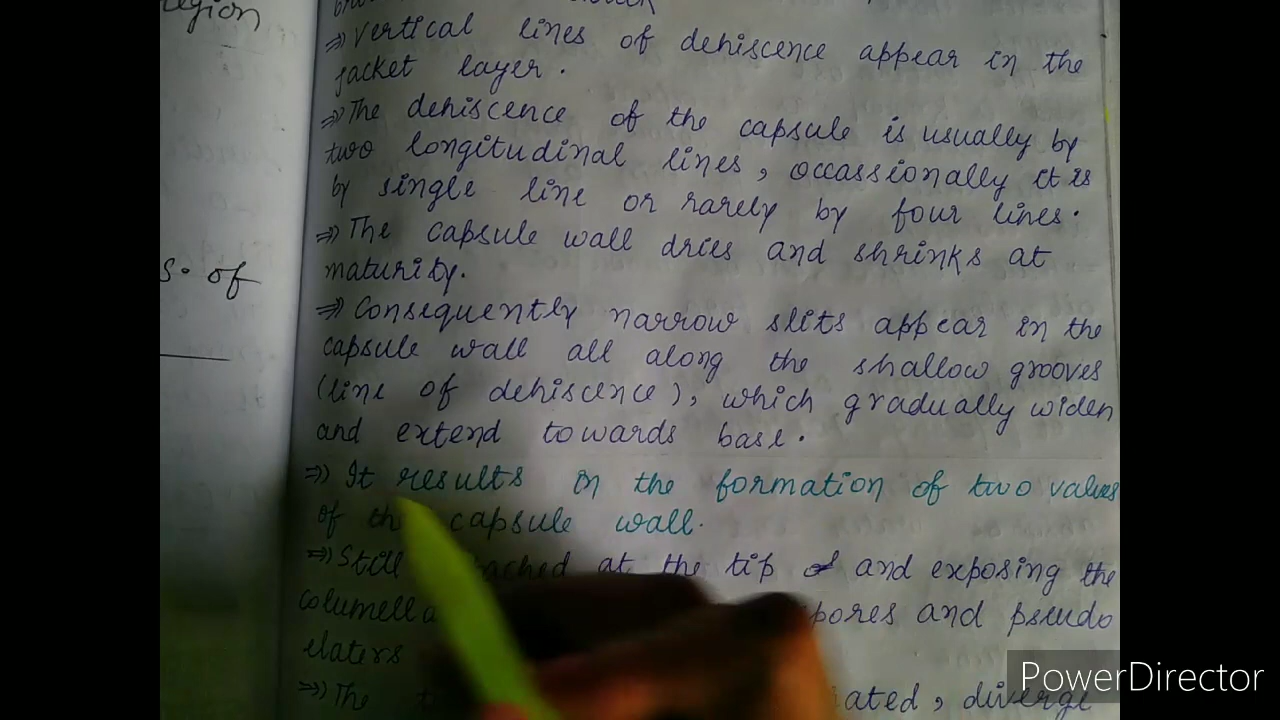 region
⇒ Vertical lines of dehiscence appear in the
jacket layer.
⇒ The dehiscence of the capsule is usually by
two longitudinal lines, occassionally it is
by single line or rarely by four lines.
⇒ The capsule wall dries and shrinks at
maturity.
s. of
⇒ Consequently narrow slits appear in the
capsule wall all along the shallow grooves
(line of dehiscence), which gradually widen
and extend towards base.
⇒ It results in the formation of two values
of the capsule wall.
⇒ Still at the tip and exposing the
columella spores and pseudo
elaters
⇒ The diverge
PowerDirector